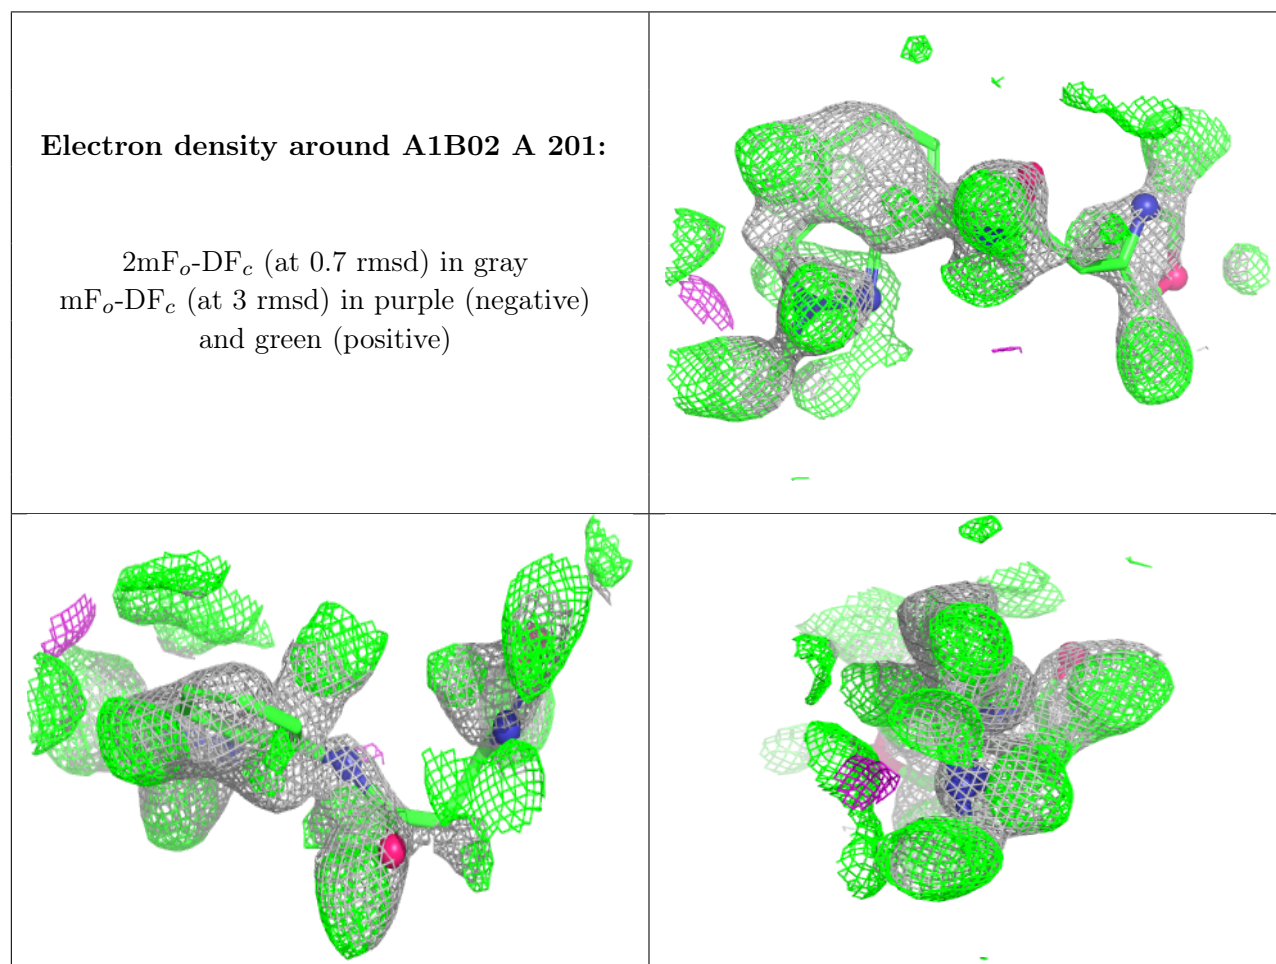 Electron density around A1B02 A 201:
2mFo-DFc (at 0.7 rmsd) in gray
mFo-DFc (at 3 rmsd) in purple (negative)
and green (positive)